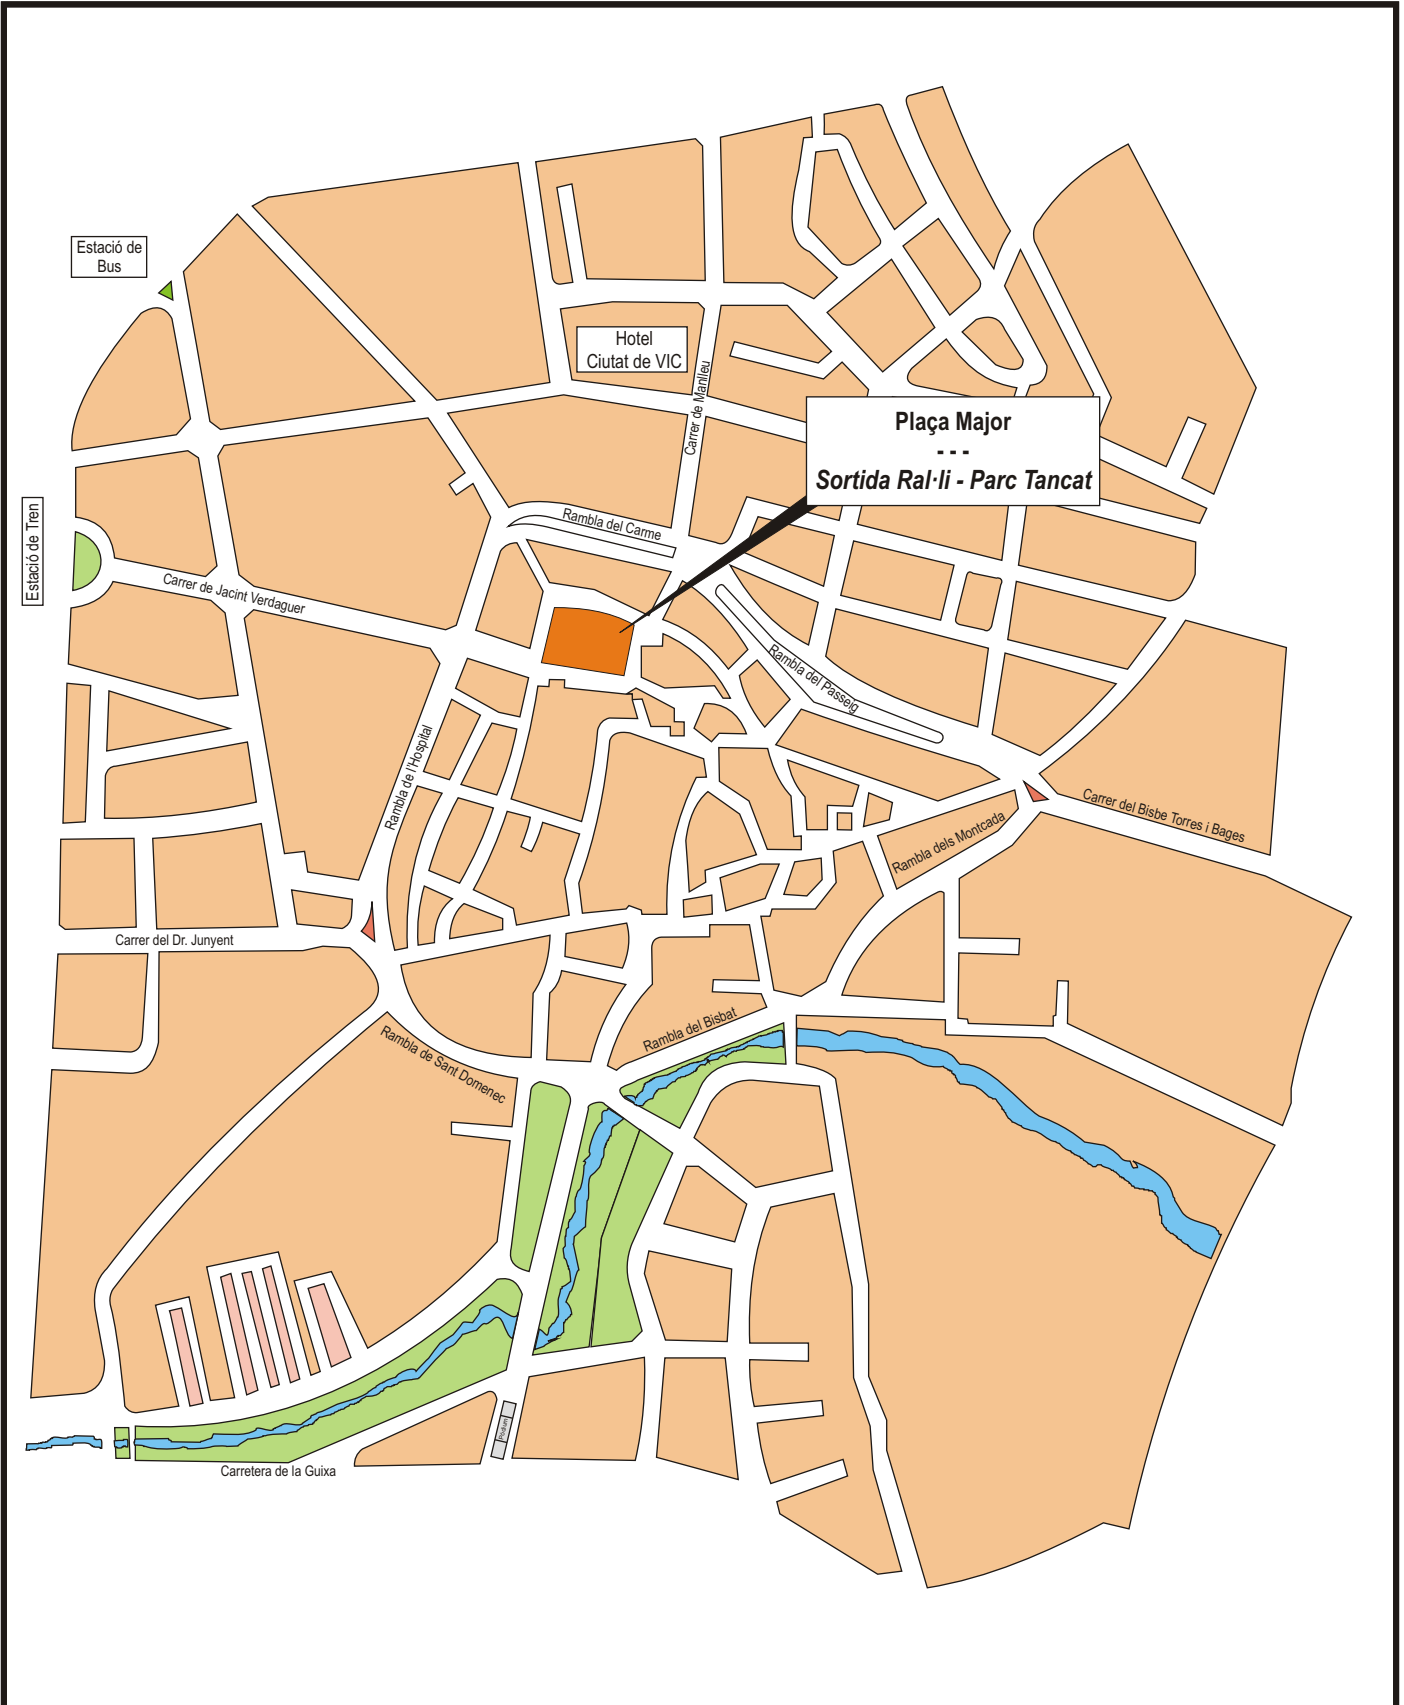 Estació de
Bus
Hotel
Ciutat de VIC
Carrer de Manlleu
Plaça Major
- - -
Sortida Ral·li - Parc Tancat
Estació de Tren
Rambla del Carme
Carrer de Jacint Verdaguer
Rambla del Passeig
Rambla de l'Hospital
Carrer del Bisbe Torres i Bages
Rambla dels Montcada
Carrer del Dr. Junyent
Rambla del Bisbat
Rambla de Sant Domenec
Pòdium
Carretera de la Guixa